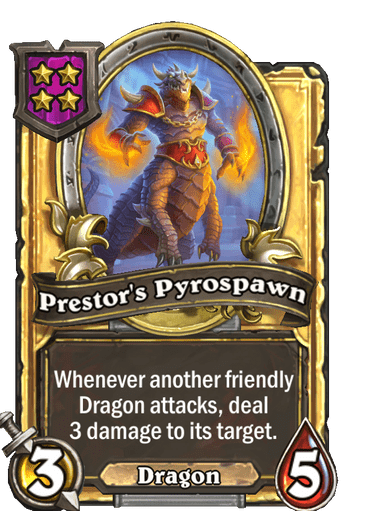 Prestor's Pyrospawn
Whenever another friendly
Dragon attacks, deal
3 damage to its target.
3
Dragon
5